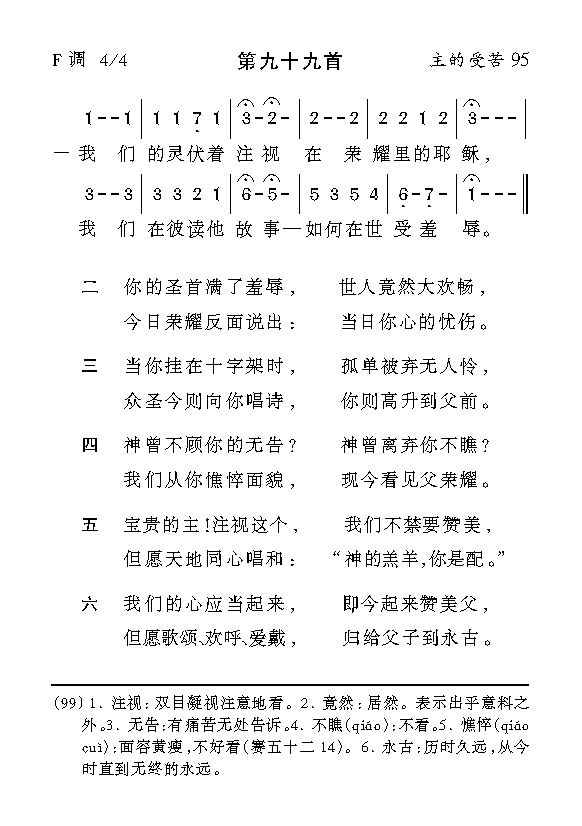 F 调 4/4 第九十九首 主的受苦 95
1--1|1 1 7̣ 1|3-2-|2--2|2 2 1 2|3---|
一我 们 的灵伏着 注 视 在 荣 耀里的耶 稣，
3--3|3 3 2 1|6-5-|5 3 5 4|6̣-7̣-|1---‖
我 们 在彼读他 故 事—如何在世 受 羞 辱。
二 你的圣首满了羞辱， 世人竟然大欢畅，
今日荣耀反面说出： 当日你心的忧伤。
三 当你挂在十字架时， 孤单被弃无人怜，
众圣今则向你唱诗， 你则高升到父前。
四 神曾不顾你的无告？ 神曾离弃你不瞧？
我们从你憔悴面貌， 现今看见父荣耀。
五 宝贵的主！注视这个， 我们不禁要赞美，
但愿天地同心唱和： “神的羔羊，你是配。”
六 我们的心应当起来， 即今起来赞美父，
但愿歌颂、欢呼、爱戴， 归给父子到永古。
（99）1. 注视：双目凝视注意地看。2. 竟然：居然。表示出乎意料之
外。3. 无告：有痛苦无处告诉。4. 不瞧（qiáo）：不看。5. 憔悴（qiáo
cuì）：面容黄瘦，不好看（赛五十二 14）。6. 永古：历时久远，从今
时直到无终的永远。